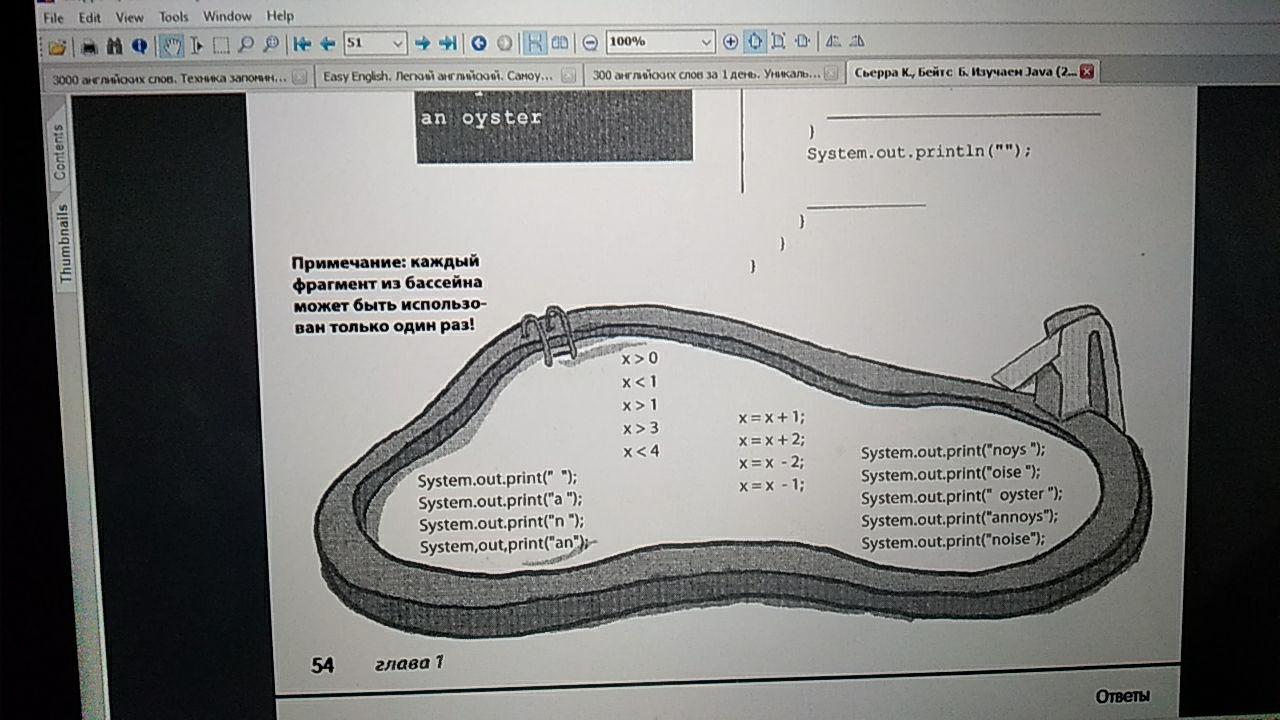 File Edit View Tools Window Help
51
100%
3000 английских слов. Техника запомин...
Easy English. Легкий английский. Самоу...
300 английских слов за 1 день. Уникаль...
Сьерра К., Бейтс Б. Изучаем Java (2...
Contents
Thumbnails
an oyster
}
System.out.println("");
}
}
}
Примечание: каждый
фрагмент из бассейна
может быть использо-
ван только один раз!
x > 0
x < 1
x > 1
x > 3
x < 4
x = x + 1;
x = x + 2;
x = x - 2;
x = x - 1;
System.out.print(" ");
System.out.print("a ");
System.out.print("n ");
System,out,print("an");
System.out.print("noys ");
System.out.print("oise ");
System.out.print(" oyster ");
System.out.print("annoys");
System.out.print("noise");
54 глава 1
Ответы